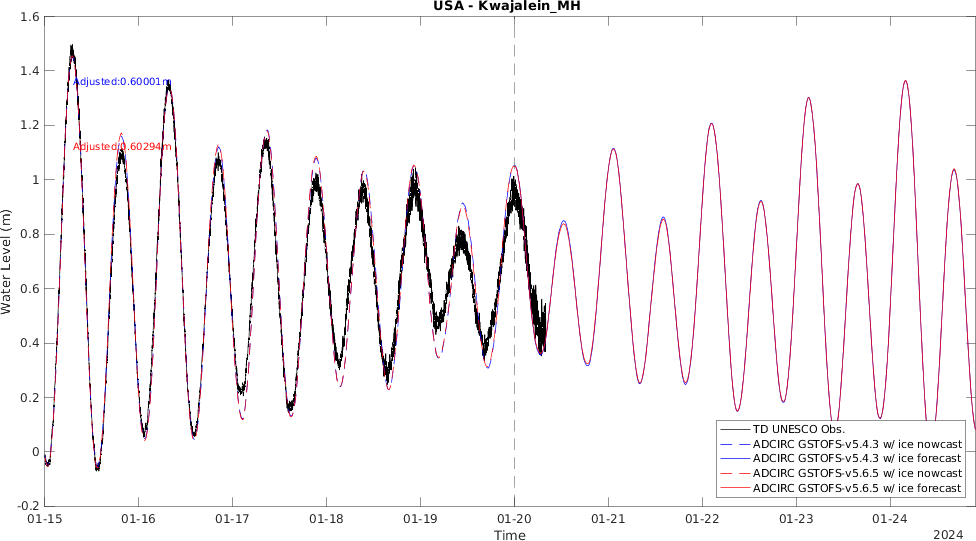 USA - Kwajalein_MH
1.6
1.4
1.2
1
0.8
0.6
0.4
0.2
0
-0.2
Water Level (m)
Adjusted:0.60001m
Adjusted:0.60294m
TD UNESCO Obs.
ADCIRC GSTOFS-v5.4.3 w/ ice nowcast
ADCIRC GSTOFS-v5.4.3 w/ ice forecast
ADCIRC GSTOFS-v5.6.5 w/ ice nowcast
ADCIRC GSTOFS-v5.6.5 w/ ice forecast
01-15 01-16 01-17 01-18 01-19 01-20 01-21 01-22 01-23 01-24
Time
2024